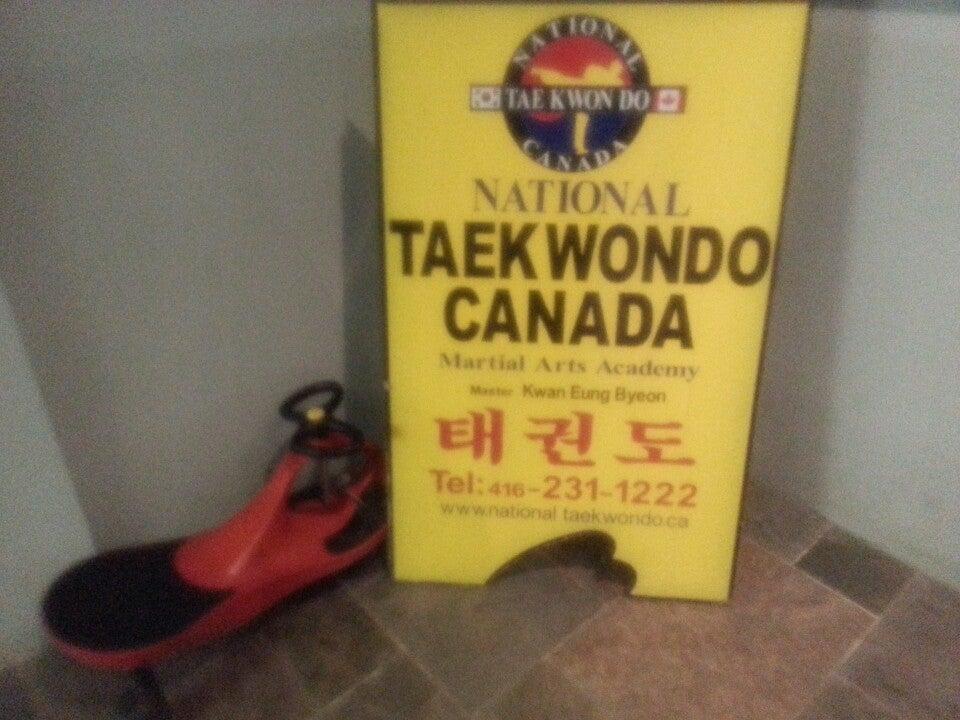 NATIONAL
TAE KWON DO
CANADA
NATIONAL
TAEKWONDO
CANADA
Martial Arts Academy
Master Kwan Eung Byeon
태권도
Tel: 416-231-1222
www.national taekwondo.ca